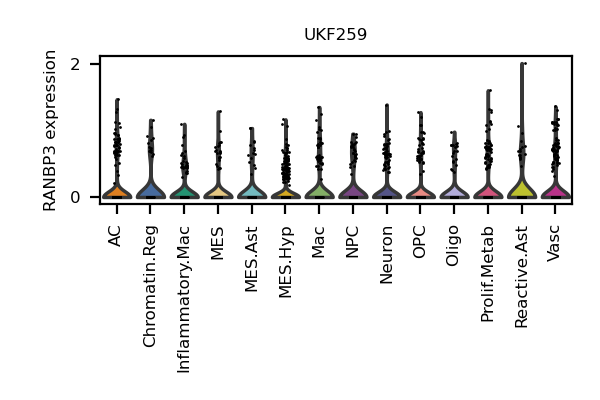 UKF259
RANBP3 expression
2
0
AC
Chromatin.Reg
Inflammatory.Mac
MES
MES.Ast
MES.Hyp
Mac
NPC
Neuron
OPC
Oligo
Prolif.Metab
Reactive.Ast
Vasc